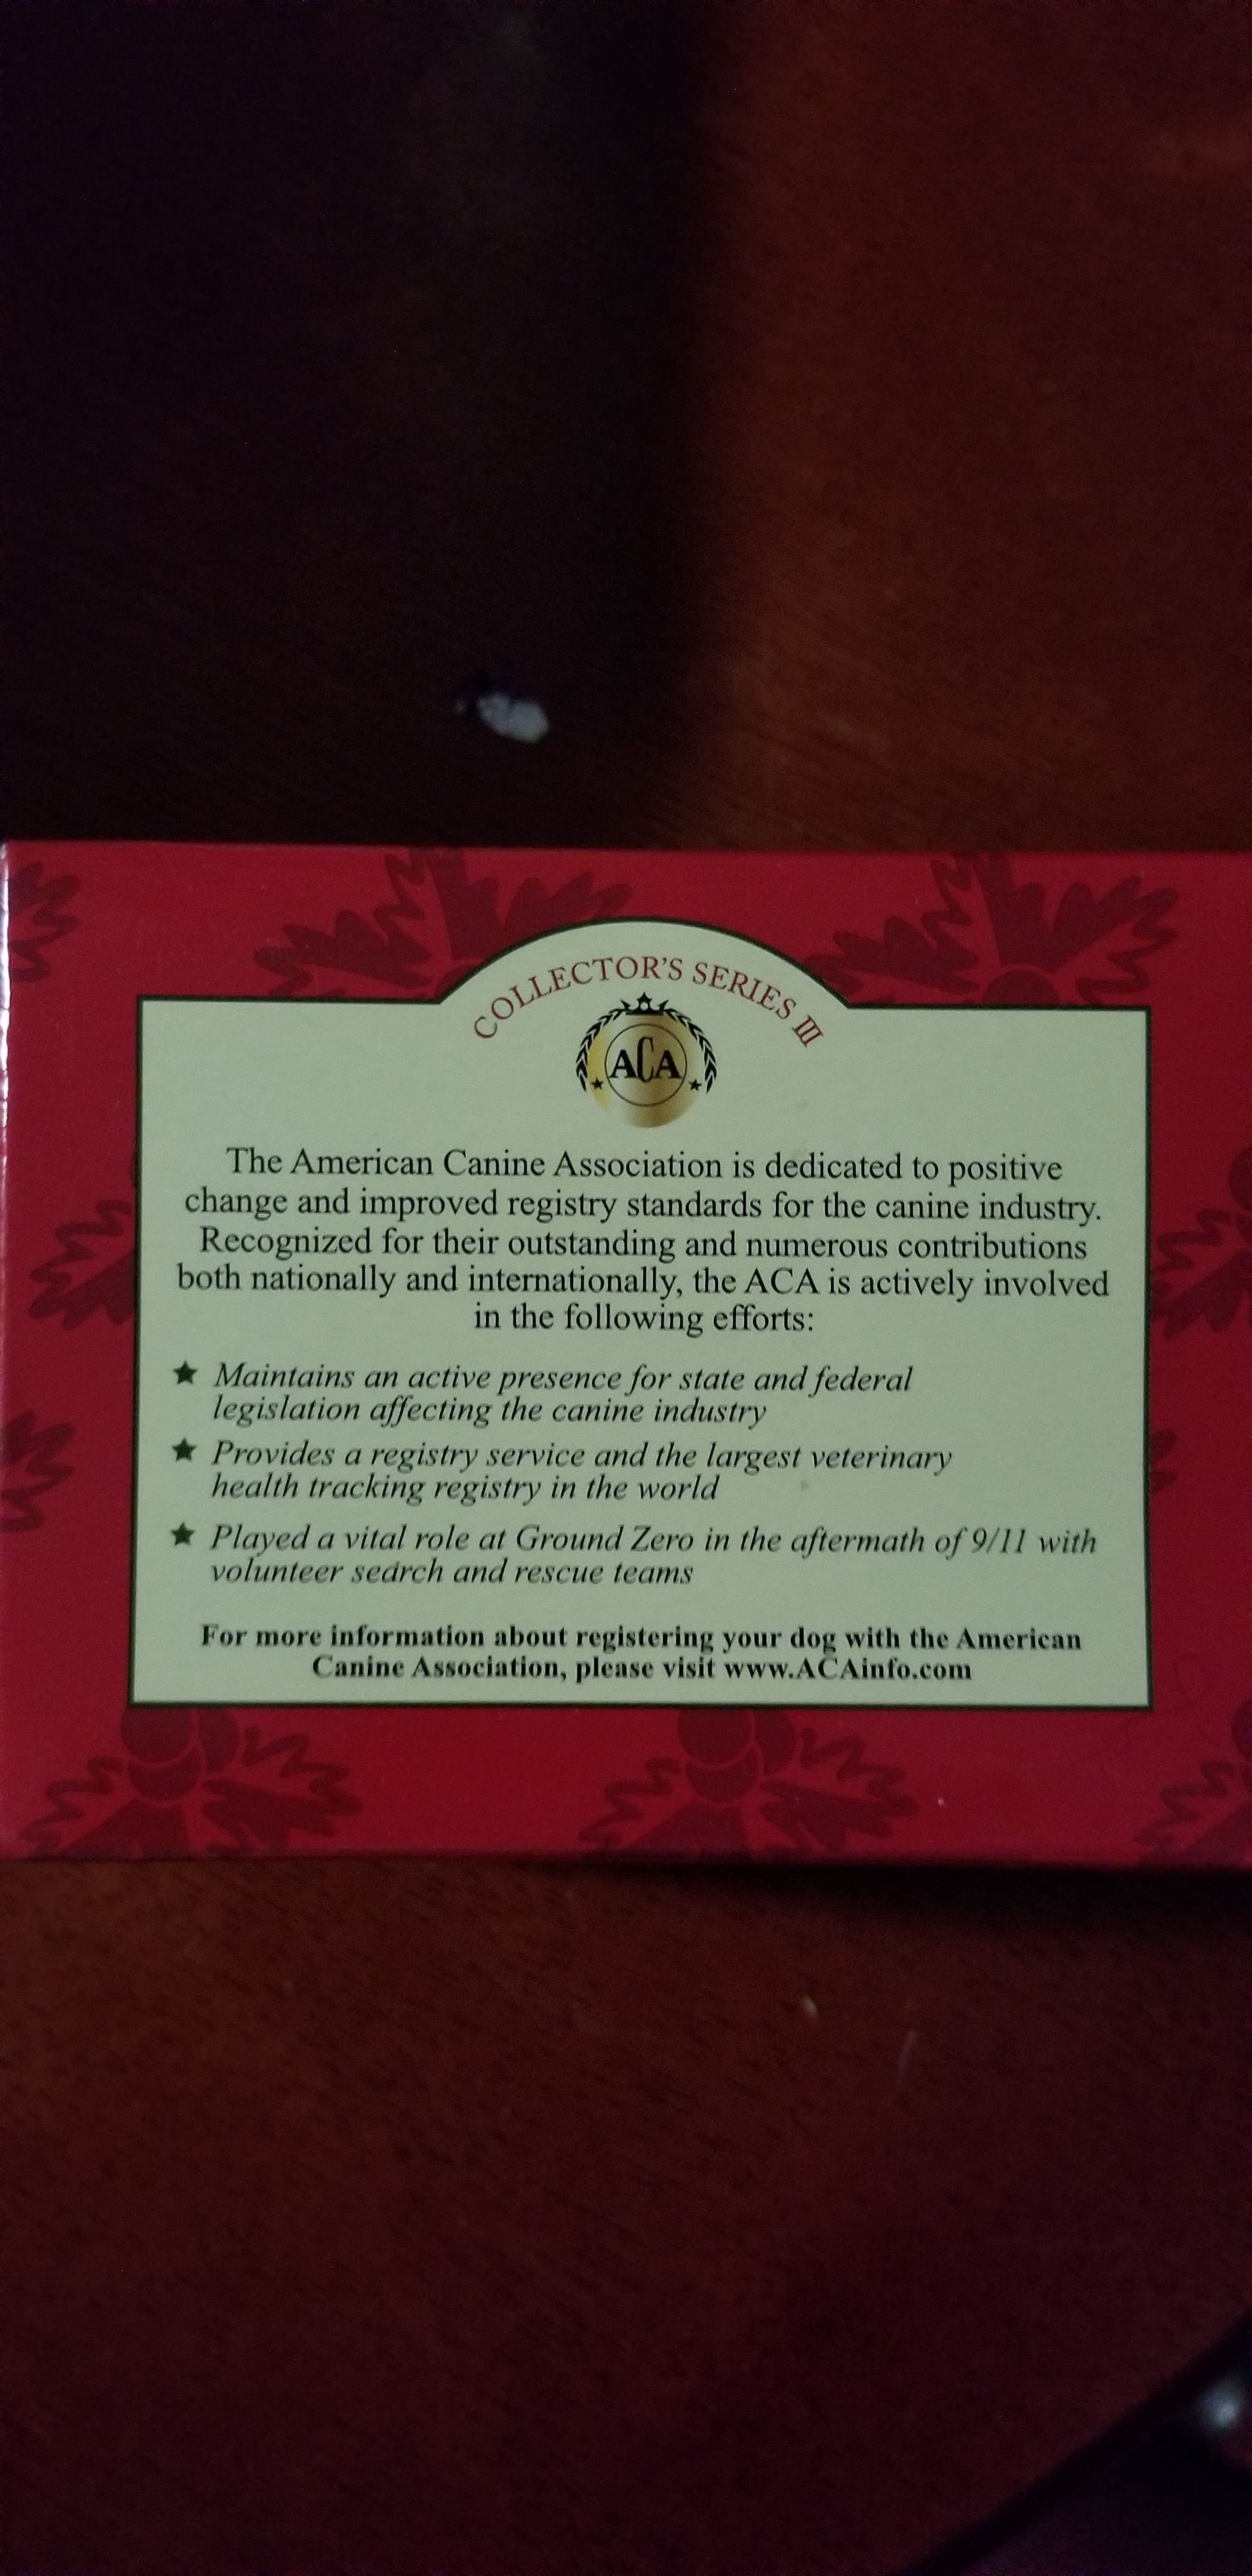 COLLECTOR'S SERIES III
ACA
The American Canine Association is dedicated to positive
change and improved registry standards for the canine industry.
Recognized for their outstanding and numerous contributions
both nationally and internationally, the ACA is actively involved
in the following efforts:
★ Maintains an active presence for state and federal
legislation affecting the canine industry
★ Provides a registry service and the largest veterinary
health tracking registry in the world
★ Played a vital role at Ground Zero in the aftermath of 9/11 with
volunteer search and rescue teams
For more information about registering your dog with the American
Canine Association, please visit www.ACAinfo.com